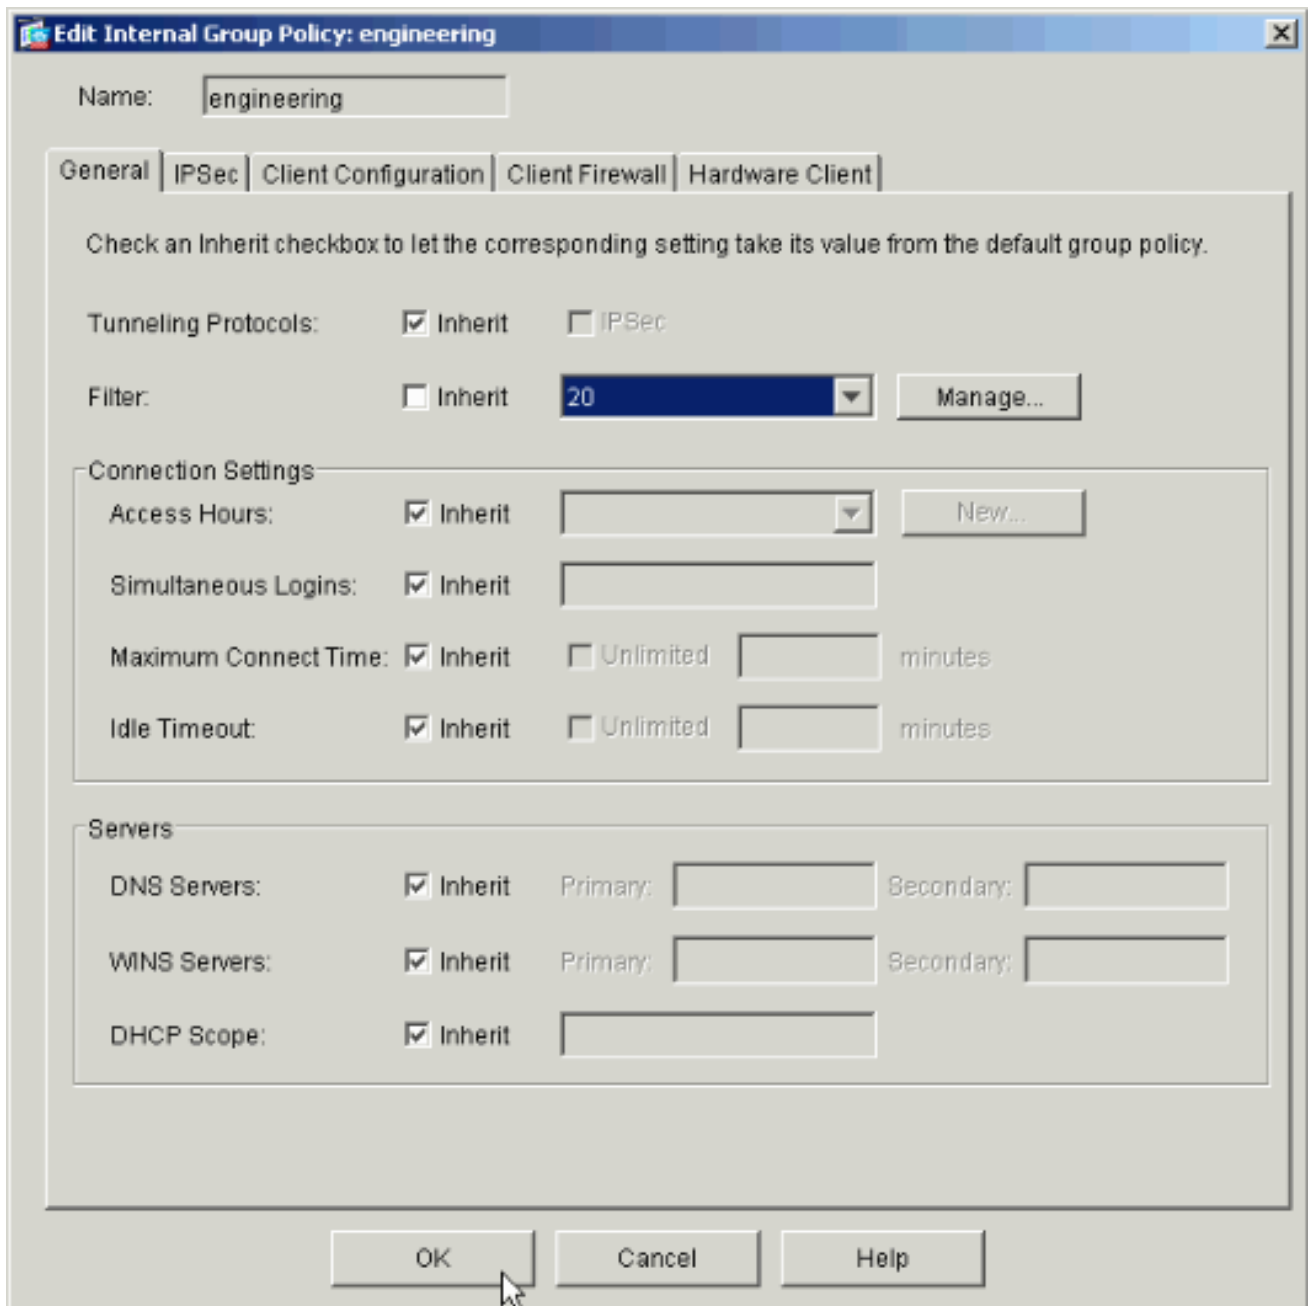 Edit Internal Group Policy: engineering
Name: engineering
General IPSec Client Configuration Client Firewall Hardware Client
Check an Inherit checkbox to let the corresponding setting take its value from the default group policy.
Tunneling Protocols: Inherit IPSec
Filter: Inherit 20 Manage...
Connection Settings
Access Hours: Inherit New...
Simultaneous Logins: Inherit
Maximum Connect Time: Inherit Unlimited minutes
Idle Timeout: Inherit Unlimited minutes
Servers
DNS Servers: Inherit Primary: Secondary:
WINS Servers: Inherit Primary: Secondary:
DHCP Scope: Inherit
OK Cancel Help